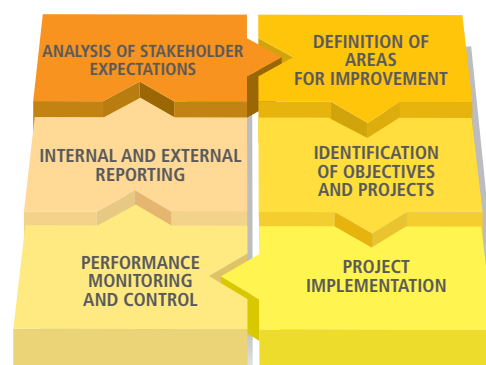 ANALYSIS OF STAKEHOLDER
EXPECTATIONS
DEFINITION OF
AREAS
FOR IMPROVEMENT
IDENTIFICATION
OF OBJECTIVES
AND PROJECTS
PROJECT
IMPLEMENTATION
PERFORMANCE
MONITORING
AND CONTROL
INTERNAL AND EXTERNAL
REPORTING